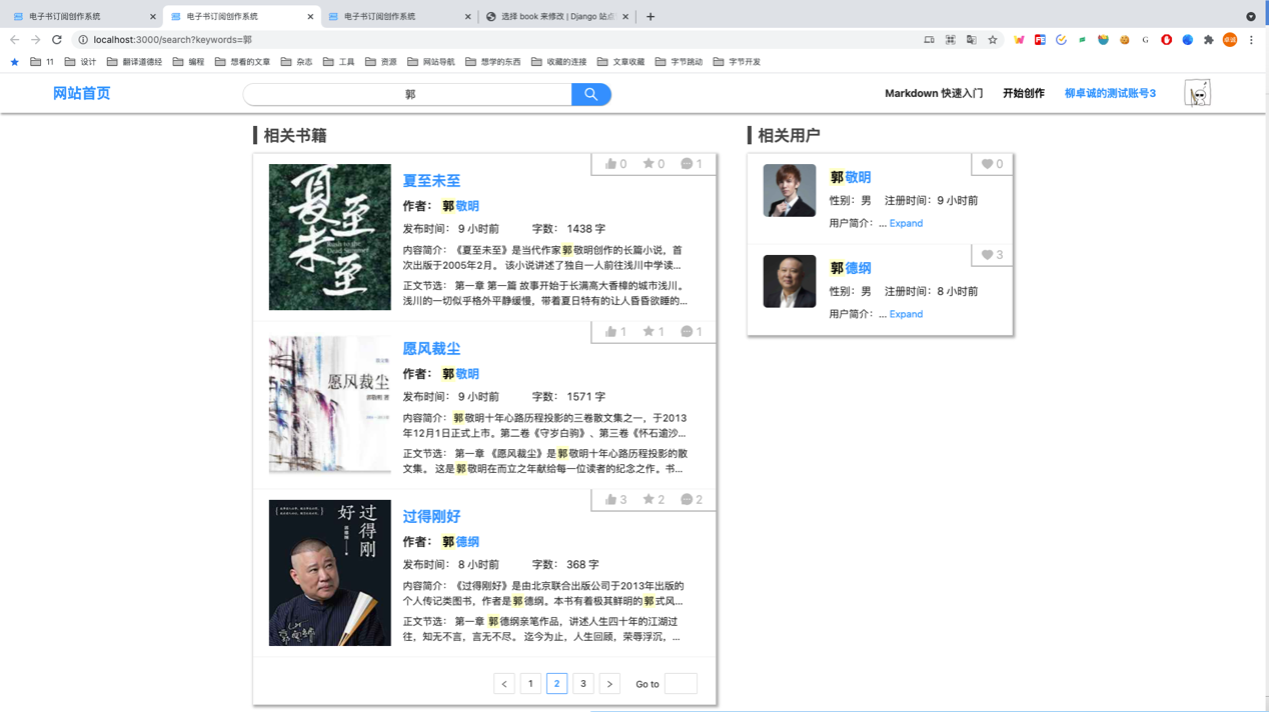 电子书订阅创作系统
电子书订阅创作系统
电子书订阅创作系统
选择 book 来修改 | Django 站点
localhost:3000/search?keywords=郭
11 设计 翻译道德经 编程 想看的文章 杂志 工具 资源 网站导航 想学的东西 收藏的连接 文章收藏 字节跳动 字节开发
网站首页
郭
Markdown 快速入门 开始创作 柳卓诚的测试账号3
相关书籍
0 0 1
夏至未至
夏至未至
作者： 郭敬明
发布时间： 9 小时前 字数： 1438 字
内容简介：《夏至未至》是当代作家郭敬明创作的长篇小说，首
次出版于2005年2月。 该小说讲述了独自一人前往浅川中学读...
正文节选： 第一章 第一篇 故事开始于长满高大香樟的城市浅川。
浅川的一切似乎格外平静缓慢，带着夏日特有的让人昏昏欲睡的...
1 1 1
愿风裁尘
愿风裁尘
作者： 郭敬明
发布时间： 9 小时前 字数： 1571 字
内容简介： 郭敬明十年心路历程投影的三卷散文集之一，于2013
年12月1日正式上市。第二卷《守岁白驹》、第三卷《怀石逾沙...
正文节选： 第一章 《愿风裁尘》是郭敬明十年心路历程投影的散
文集。 这是郭敬明在而立之年献给每一位读者的纪念之作。书...
3 2 2
过得刚好
过得刚好
作者： 郭德纲
发布时间： 8 小时前 字数： 368 字
内容简介：《过得刚好》是由北京联合出版公司于2013年出版的
个人传记类图书，作者是郭德纲。本书有着极其鲜明的郭式风...
正文节选： 第一章 郭德纲亲笔作品，讲述人生四十年的江湖过
往，知无不言，言无不尽。 迄今为止，人生回顾，荣辱浮沉，...
< 1 2 3 > Go to
相关用户
0
郭敬明
性别： 男 注册时间： 9 小时前
用户简介： ... Expand
3
郭德纲
性别： 男 注册时间： 8 小时前
用户简介： ... Expand